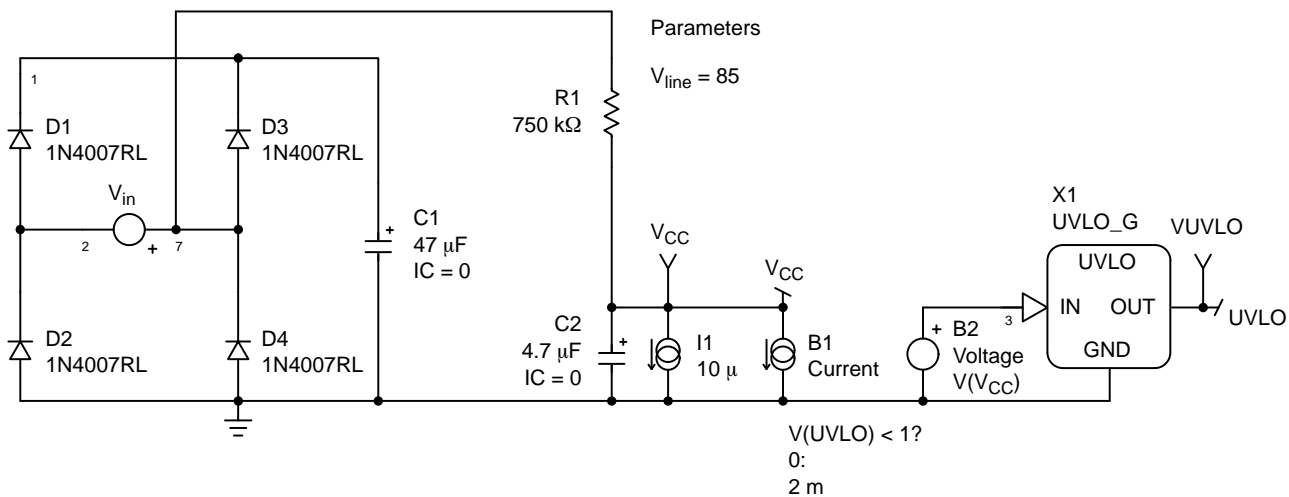 Parameters
V_line = 85
1
R1
750 kΩ
D1
1N4007RL
D3
1N4007RL
V_in
+
2
7
C1
+
47 μF
IC = 0
X1
UVLO_G
V_CC
V_CC
VUVLO
UVLO
IN
OUT
GND
3
UVLO
D2
1N4007RL
D4
1N4007RL
C2
4.7 μF
+
IC = 0
I1
10 μ
B1
Current
+
B2
Voltage
V(V_CC)
V(UVLO) < 1?
0:
2 m